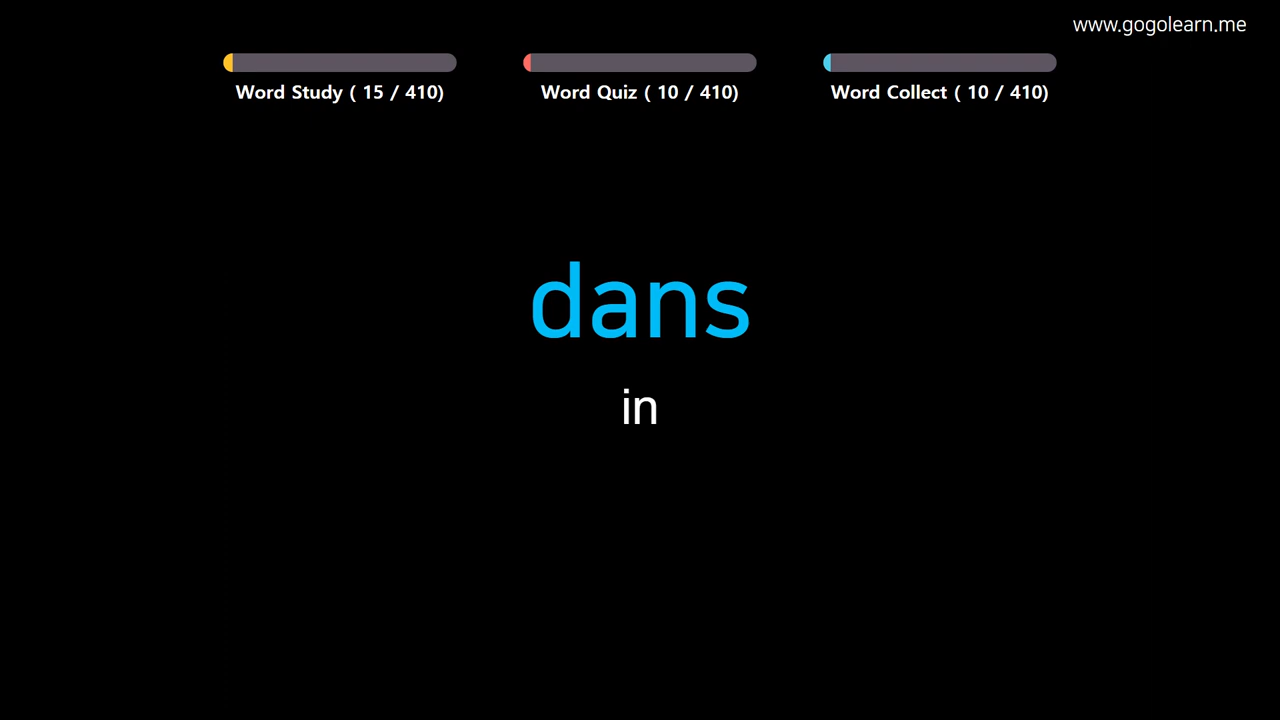 www.gogolearn.me
Word Study ( 15 / 410)
Word Quiz ( 10 / 410)
Word Collect ( 10 / 410)
dans
in